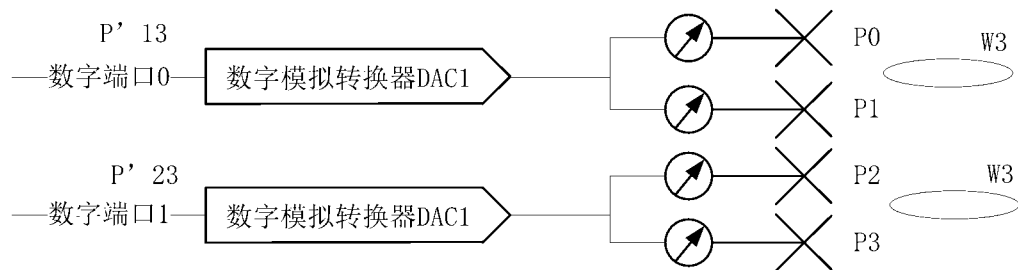 P' 13
数字端口0 数字模拟转换器DAC1 P0 W3
P1
P' 23
数字端口1 数字模拟转换器DAC1 P2 W3
P3